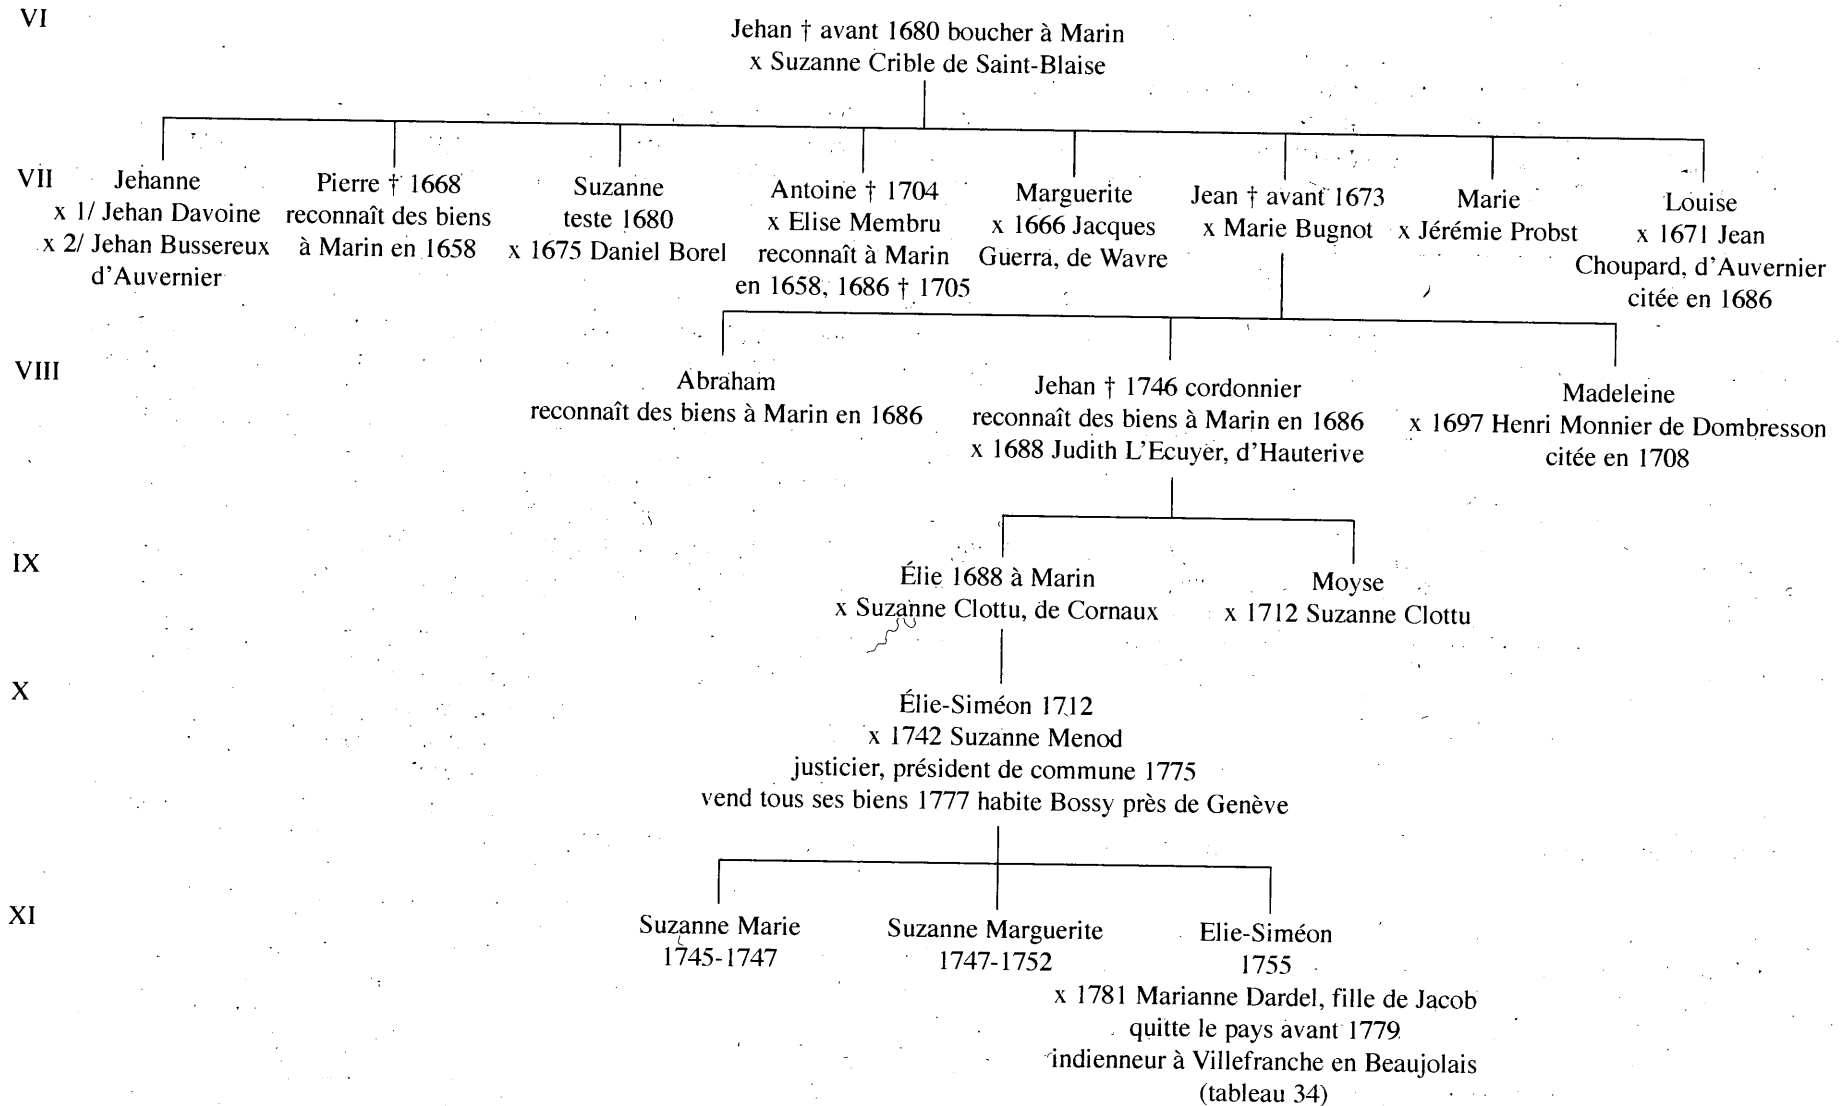 VI
Jehan † avant 1680 boucher à Marin
x Suzanne Crible de Saint-Blaise
VII
Jehanne
x 1/ Jehan Davoine
x 2/ Jehan Bussereux
d'Auvernier
Pierre † 1668
reconnaît des biens
à Marin en 1658
Suzanne
teste 1680
x 1675 Daniel Borel
Antoine † 1704
x Elise Membru
reconnaît à Marin
en 1658, 1686 † 1705
Marguerite
x 1666 Jacques
Guerra, de Wavre
Jean † avant 1673
x Marie Bugnot
Marie
x Jérémie Probst
Louise
x 1671 Jean
Choupard, d'Auvernier
citée en 1686
VIII
Abraham
reconnaît des biens à Marin en 1686
Jehan † 1746 cordonnier
reconnaît des biens à Marin en 1686
x 1688 Judith L'Ecuyer, d'Hauterive
Madeleine
x 1697 Henri Monnier de Dombresson
citée en 1708
IX
Élie 1688 à Marin
x Suzanne Clottu, de Cornaux
Moyse
x 1712 Suzanne Clottu
X
Élie-Siméon 1712
x 1742 Suzanne Menod
justicier, président de commune 1775
vend tous ses biens 1777 habite Bossy près de Genève
XI
Suzanne Marie
1745-1747
Suzanne Marguerite
1747-1752
Elie-Siméon
1755
x 1781 Marianne Dardel, fille de Jacob
quitte le pays avant 1779
indienneur à Villefranche en Beaujolais
(tableau 34)